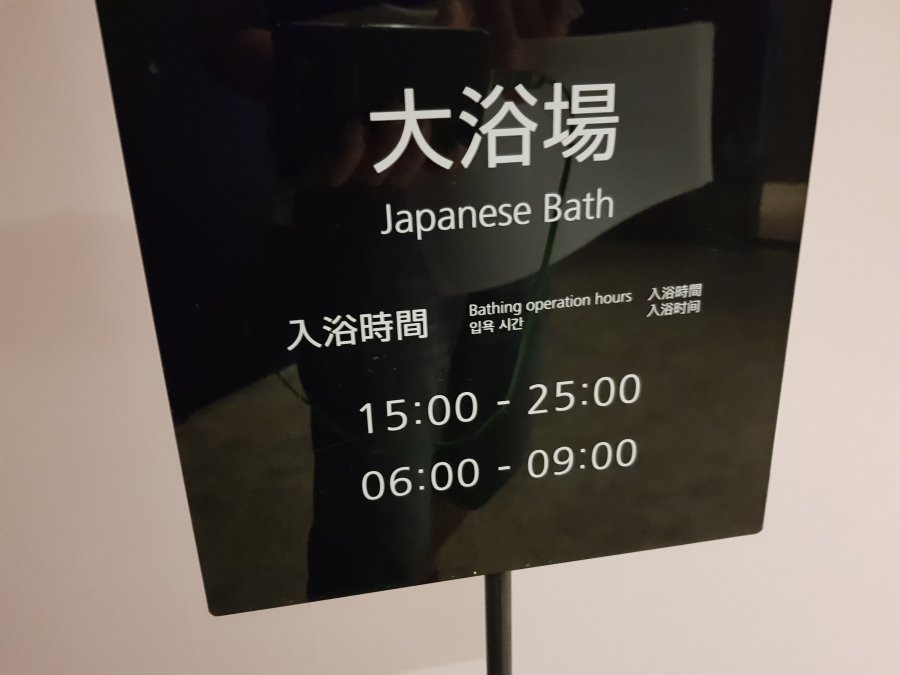 大浴場
Japanese Bath
入浴時間
Bathing operation hours
입욕 시간
入浴時間
入浴时间
15:00 - 25:00
06:00 - 09:00